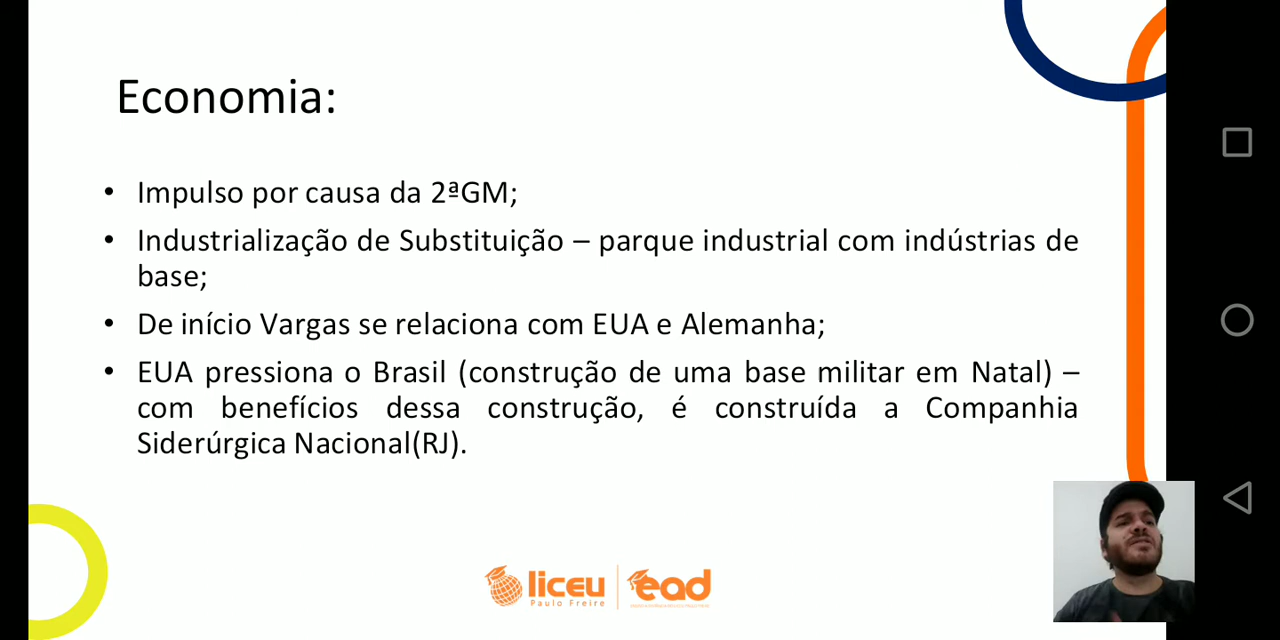 Economia:
• Impulso por causa da 2ªGM;
• Industrialização de Substituição – parque industrial com indústrias de
base;
• De início Vargas se relaciona com EUA e Alemanha;
• EUA pressiona o Brasil (construção de uma base militar em Natal) –
com benefícios dessa construção, é construída a Companhia
Siderúrgica Nacional(RJ).
liceu
Paulo Freire
ead